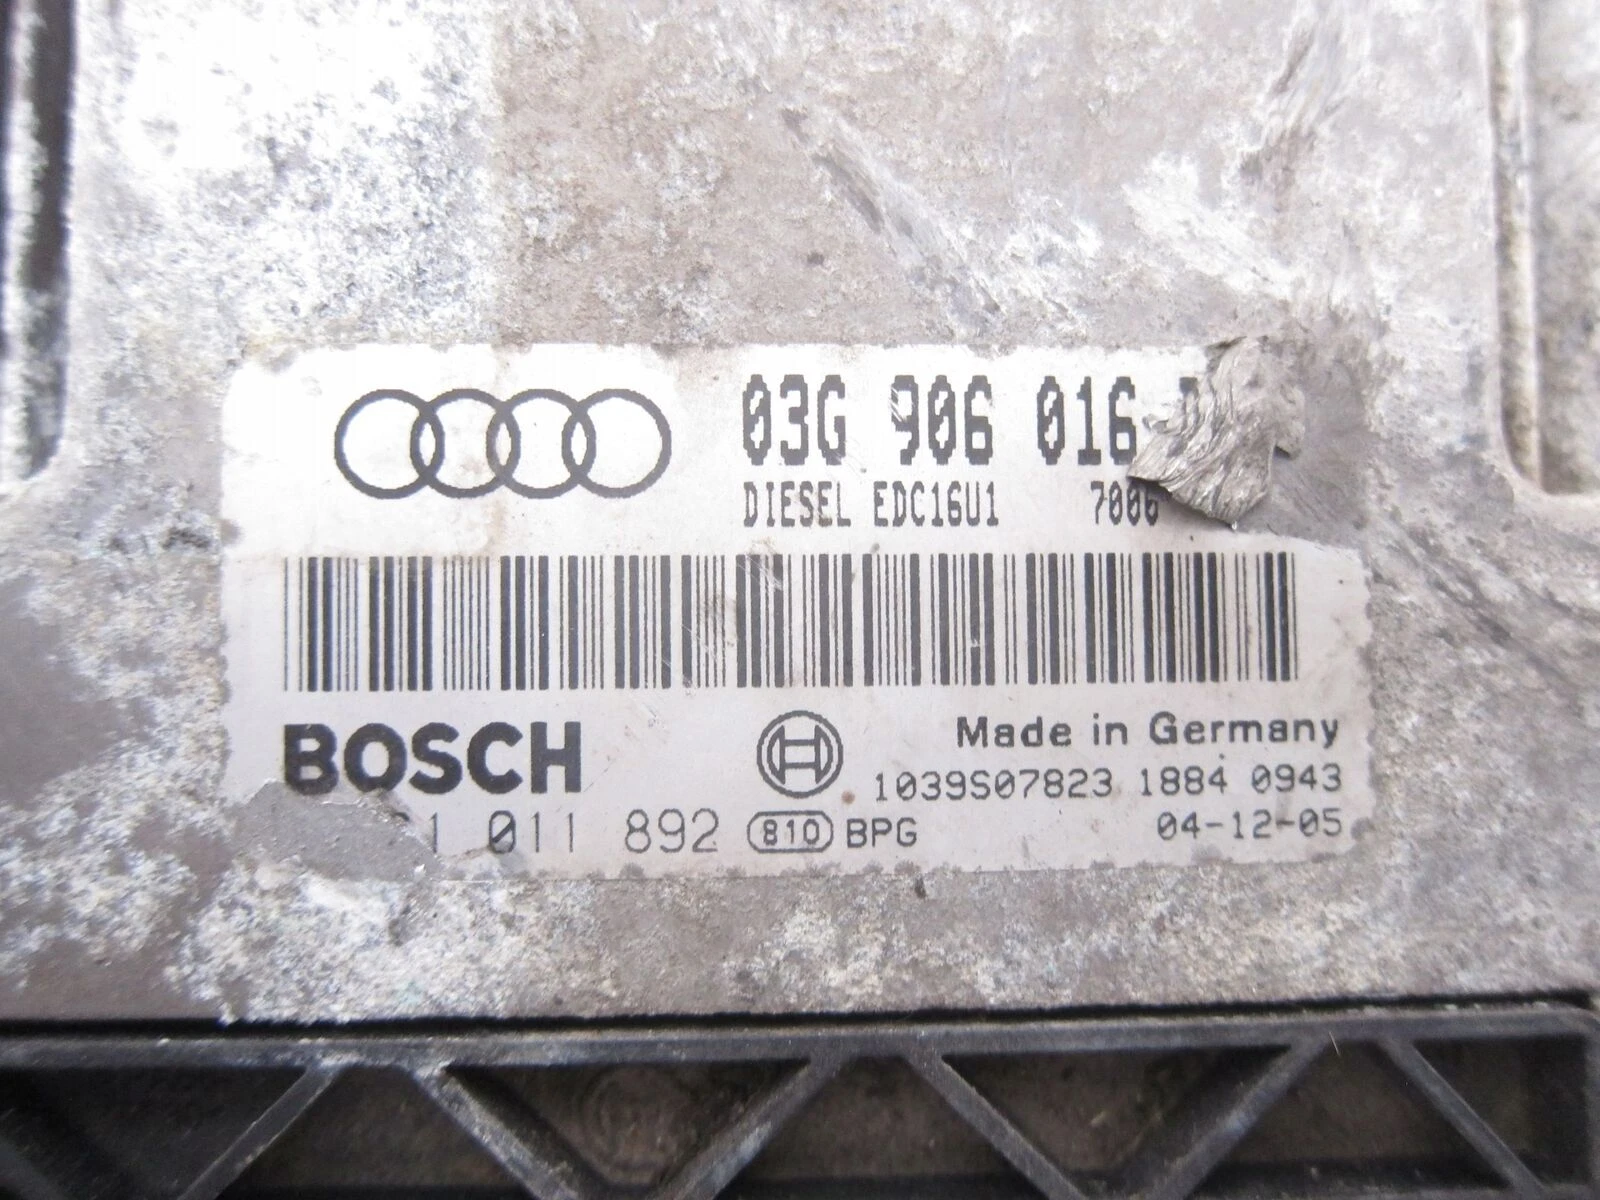 03G 906 016
DIESEL EDC16U1 7006
BOSCH
Made in Germany
1039S07823 1884 0943
011 892 810 BPG
04-12-05